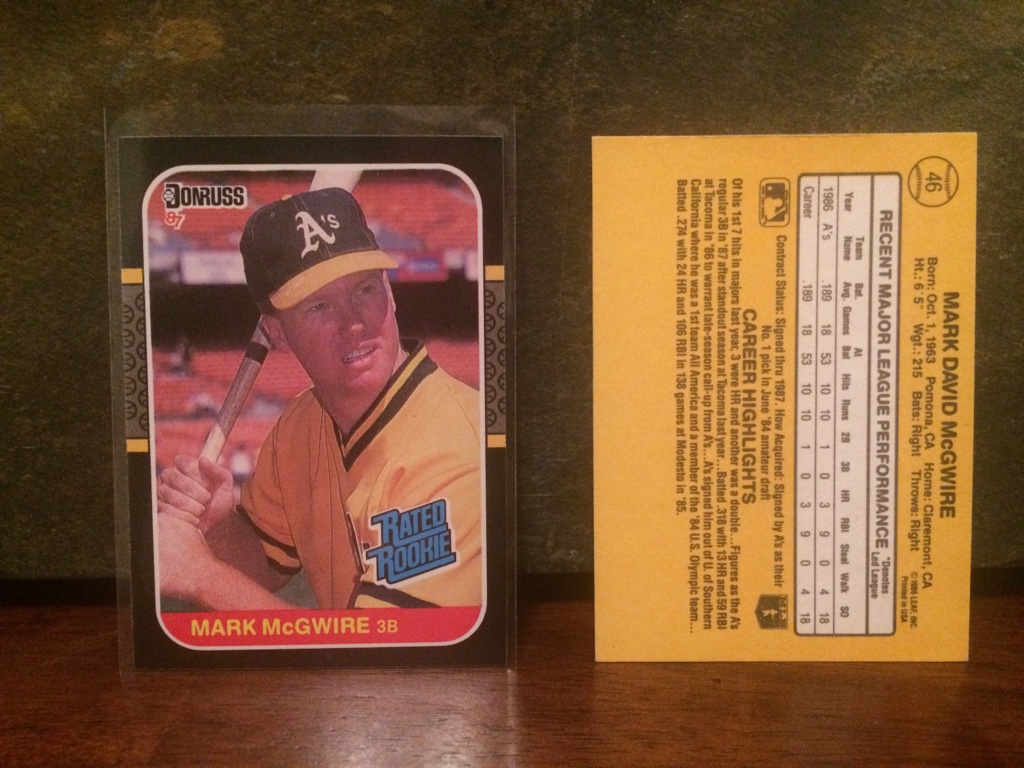 DONRUSS
87
A's
RATED
ROOKIE
MARK McGWIRE 3B
46
MARK DAVID McGWIRE
Born: Oct. 1, 1963 Pomona, CA Home: Claremont, CA
Ht.: 6'5" Wgt.: 215 Bats: Right Throws: Right
© 1986 LEAF, INC.
Printed in USA
RECENT MAJOR LEAGUE PERFORMANCE
*Denotes
Led League
Year Team Name Bat. Avg. Games At Bat Hits Runs 2B 3B HR RBI Steal Walk SO
1986 A's .189 18 53 10 10 1 0 3 9 0 4 18
Career .189 18 53 10 10 1 0 3 9 0 4 18
Contract Status: Signed thru 1987. How Acquired: Signed by A's as their
No. 1 pick in June '84 amateur draft
CAREER HIGHLIGHTS
Of his 1st 7 hits in majors last year, 3 were HR and another was a double...Figures as the A's
regular 3B in '87 after standout season at Tacoma last year...Batted .318 with 13 HR and 59 RBI
at Tacoma in '86 to warrant late-season call-up from A's...A's signed him out of U. of Southern
California where he was a 1st team All America and a member of the '84 U.S. Olympic team...
Batted .274 with 24 HR and 106 RBI in 138 games at Modesto in '85.